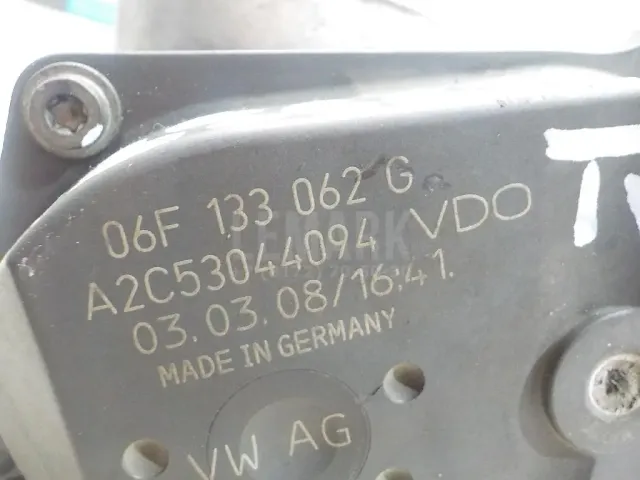 06F 133 062 G
A2C53044094 VDO
03.03.08/16:41.
MADE IN GERMANY
VW AG